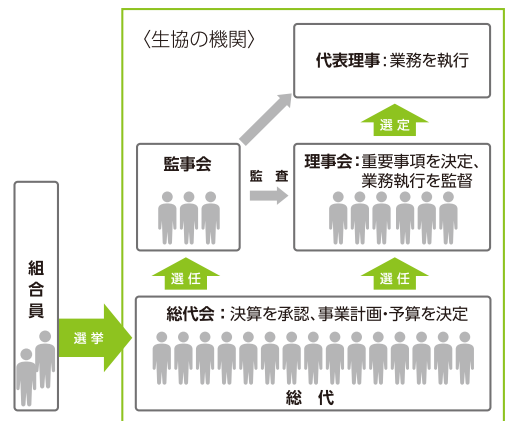 〈生協の機関〉
代表理事：業務を執行
選定
監事会
監　査
理事会：重要事項を決定、
業務執行を監督
組合員
選挙
選任
選任
総代会：決算を承認、事業計画・予算を決定
総　代